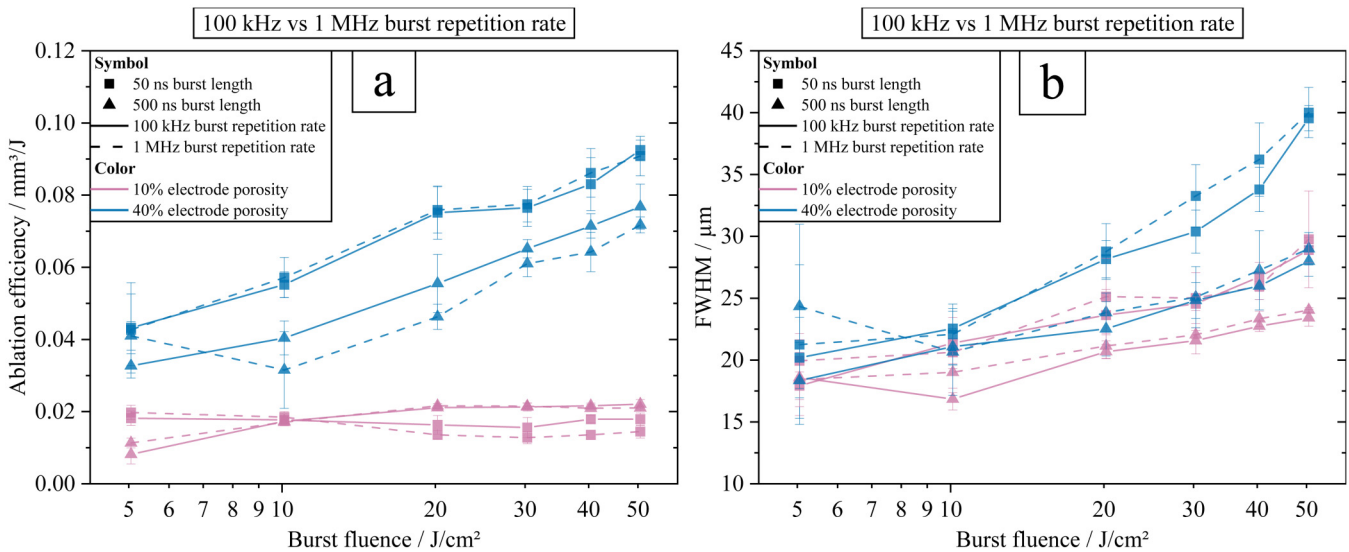 100 kHz vs 1 MHz burst repetition rate
a
Symbol
50 ns burst length
500 ns burst length
100 kHz burst repetition rate
1 MHz burst repetition rate
Color
10% electrode porosity
40% electrode porosity
0.12
0.10
0.08
0.06
0.04
0.02
0.00
Ablation efficiency / mm³/J
5 6 7 8 9 10 20 30 40 50
Burst fluence / J/cm²
100 kHz vs 1 MHz burst repetition rate
b
Symbol
50 ns burst length
500 ns burst length
100 kHz burst repetition rate
1 MHz burst repetition rate
Color
10% electrode porosity
40% electrode porosity
45
40
35
30
25
20
15
10
FWHM / μm
5 6 7 8 9 10 20 30 40 50
Burst fluence / J/cm²